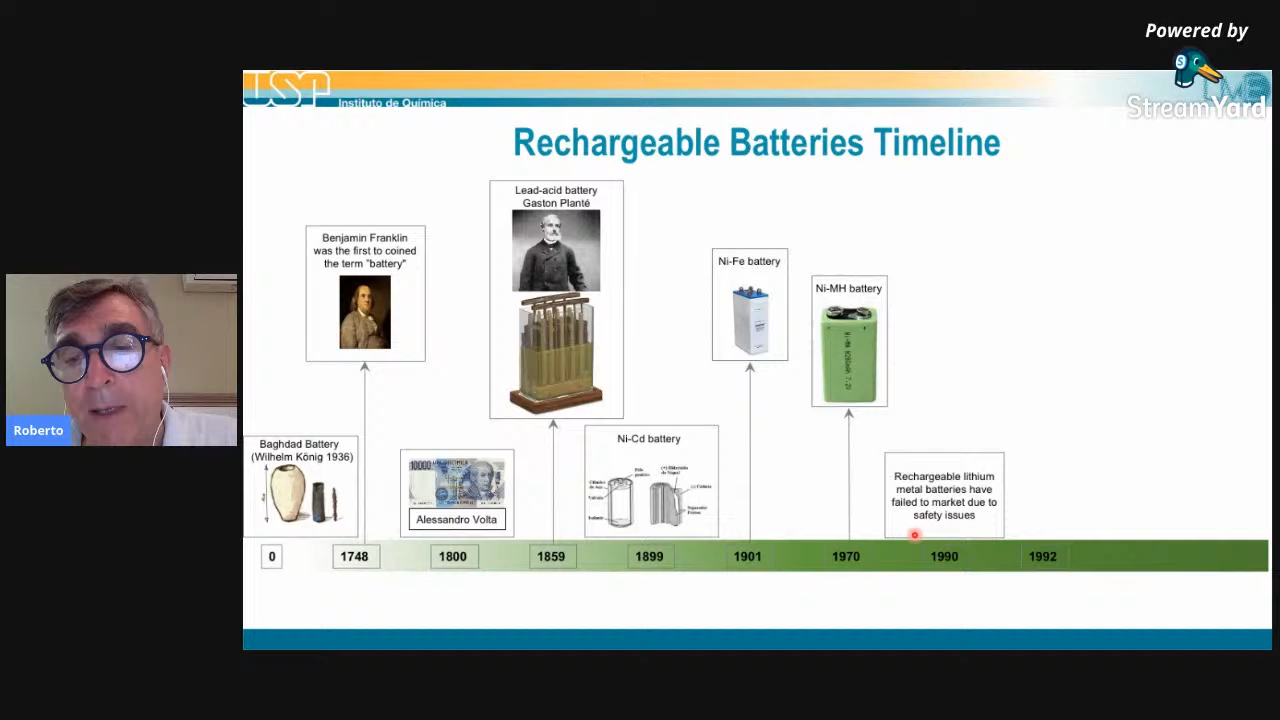 Powered by
StreamYard
USP
Instituto de Química
Rechargeable Batteries Timeline
Lead-acid battery
Gaston Planté
Benjamin Franklin
was the first to coined
the term "battery"
Ni-Fe battery
Ni-MH battery
Roberto
Baghdad Battery
(Wilhelm König 1936)
10000
Alessandro Volta
Ni-Cd battery
Rechargeable lithium
metal batteries have
failed to market due to
safety issues
0
1748
1800
1859
1899
1901
1970
1990
1992